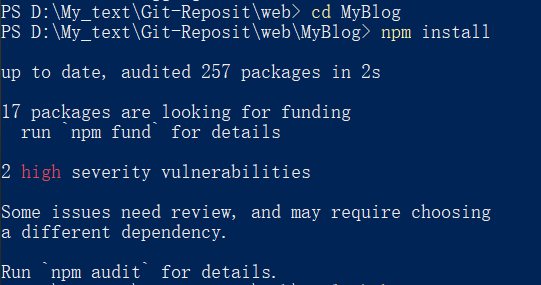 PS D:\My_text\Git-Reposit\web> cd MyBlog
PS D:\My_text\Git-Reposit\web\MyBlog> npm install
up to date, audited 257 packages in 2s
17 packages are looking for funding
  run `npm fund` for details
2 high severity vulnerabilities
Some issues need review, and may require choosing
a different dependency.
Run `npm audit` for details.